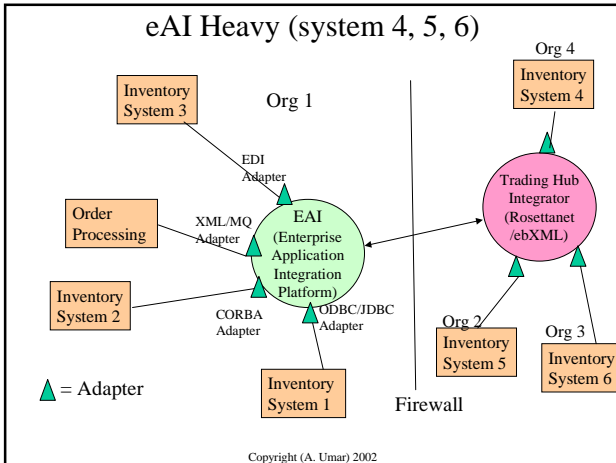 eAI Heavy (system 4, 5, 6)
Org 4
Inventory
System 4
Inventory
System 3
Org 1
EDI
Adapter
Trading Hub
Integrator
(Rosettanet
/ebXML)
Order
Processing
XML/MQ
Adapter
EAI
(Enterprise
Application
Integration
Platform)
Inventory
System 2
CORBA
Adapter
ODBC/JDBC
Adapter
Org 2
Inventory
System 5
Org 3
Inventory
System 6
= Adapter
Inventory
System 1
Firewall
Copyright (A. Umar) 2002